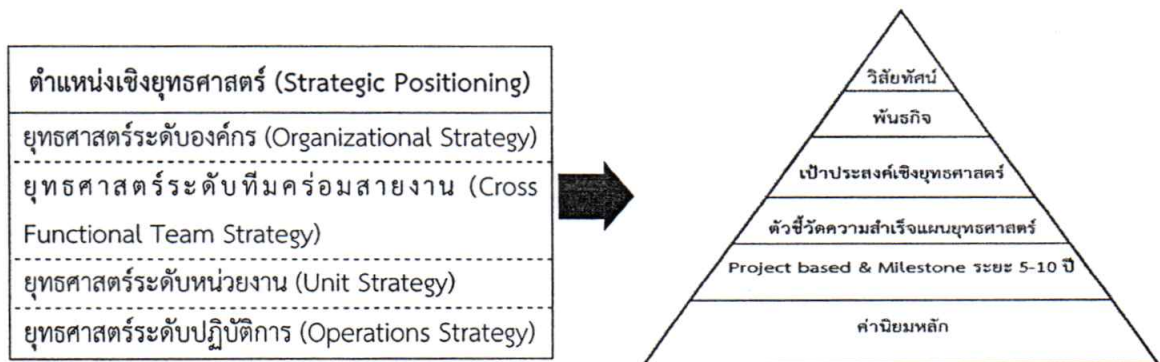 ตำแหน่งเชิงยุทธศาสตร์ (Strategic Positioning)
ยุทธศาสตร์ระดับองค์กร (Organizational Strategy)
ยุทธศาสตร์ระดับทีมคร่อมสายงาน (Cross
Functional Team Strategy)
ยุทธศาสตร์ระดับหน่วยงาน (Unit Strategy)
ยุทธศาสตร์ระดับปฏิบัติการ (Operations Strategy)
วิสัยทัศน์
พันธกิจ
เป้าประสงค์เชิงยุทธศาสตร์
ตัวชี้วัดความสำเร็จแผนยุทธศาสตร์
Project based & Milestone ระยะ 5-10 ปี
ค่านิยมหลัก